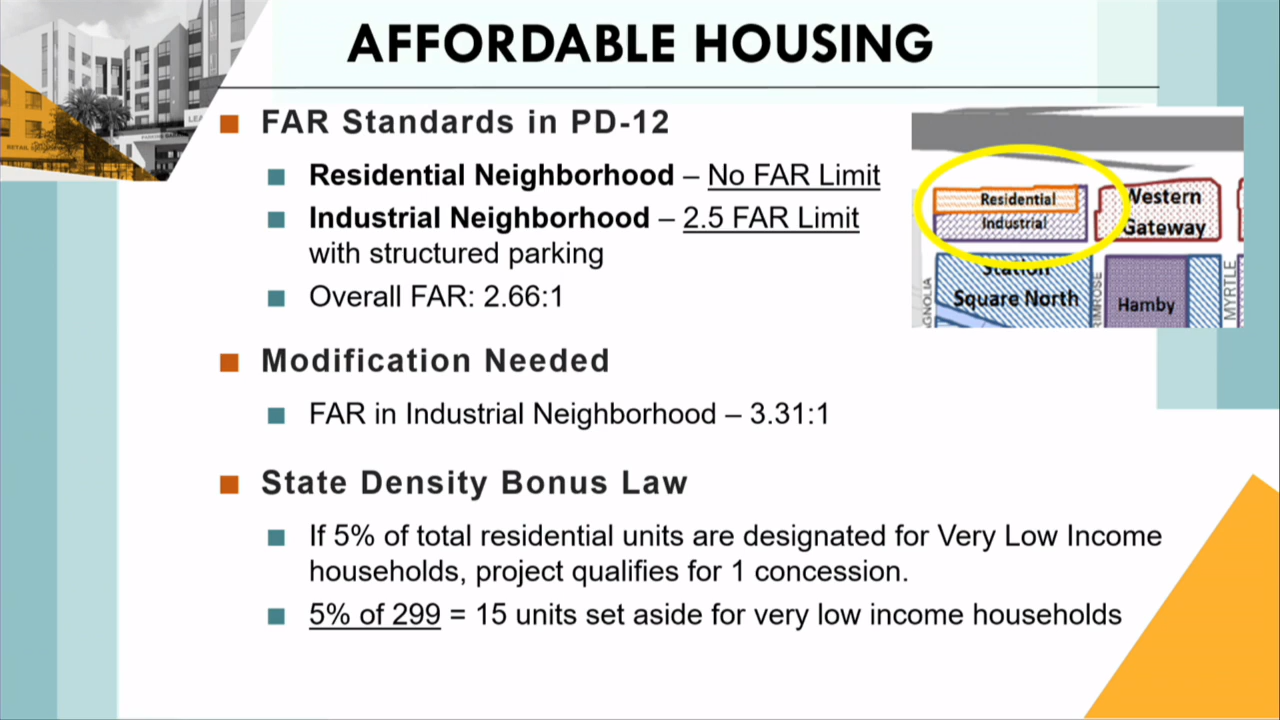 AFFORDABLE HOUSING
FAR Standards in PD-12
Residential Neighborhood – No FAR Limit
Industrial Neighborhood – 2.5 FAR Limit
with structured parking
Overall FAR: 2.66:1
Modification Needed
FAR in Industrial Neighborhood – 3.31:1
State Density Bonus Law
If 5% of total residential units are designated for Very Low Income
households, project qualifies for 1 concession.
5% of 299 = 15 units set aside for very low income households
Residential
Industrial
Western
Gateway
Station
Square North
Hamby
MYRTLE